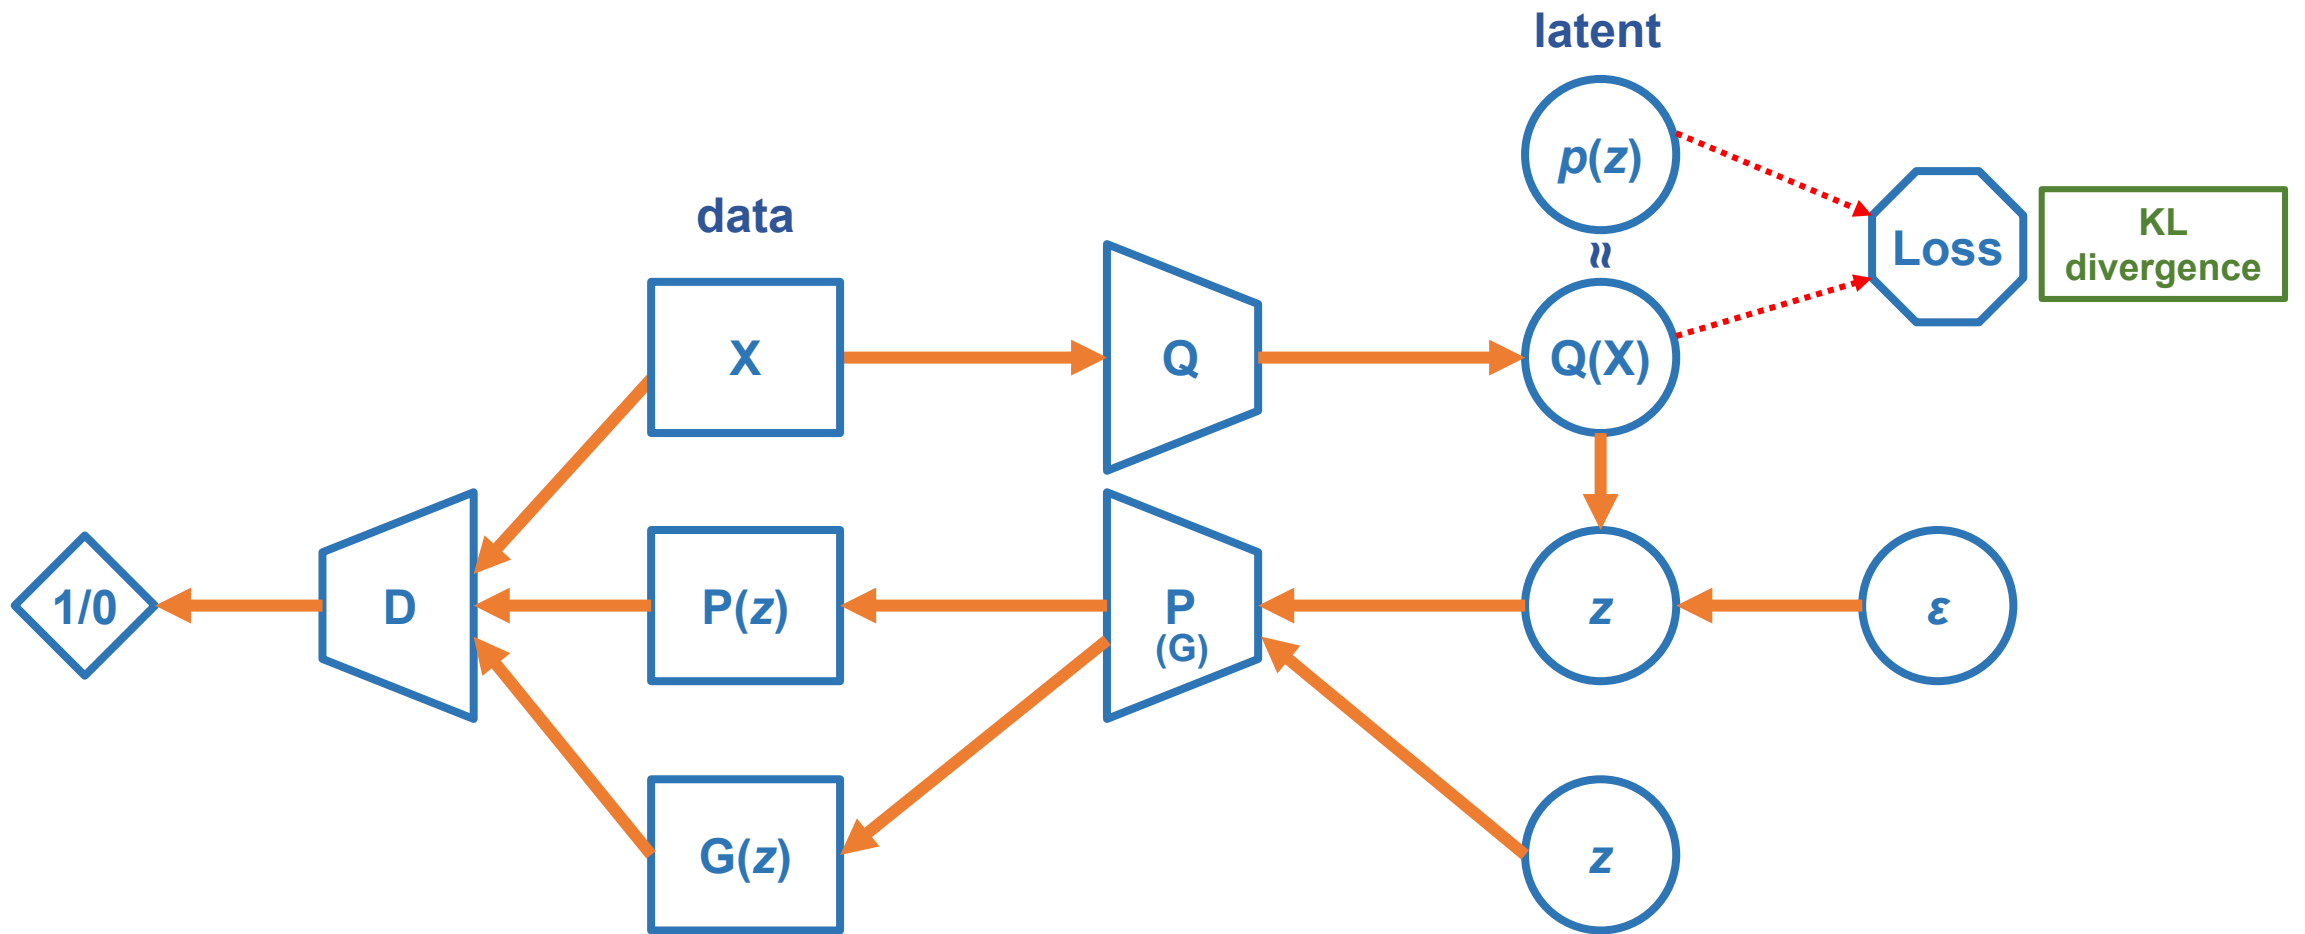 latent
p(z)
data
≈
Loss
KL
divergence
X
Q
Q(X)
1/0
D
P(z)
P
(G)
z
ε
G(z)
z